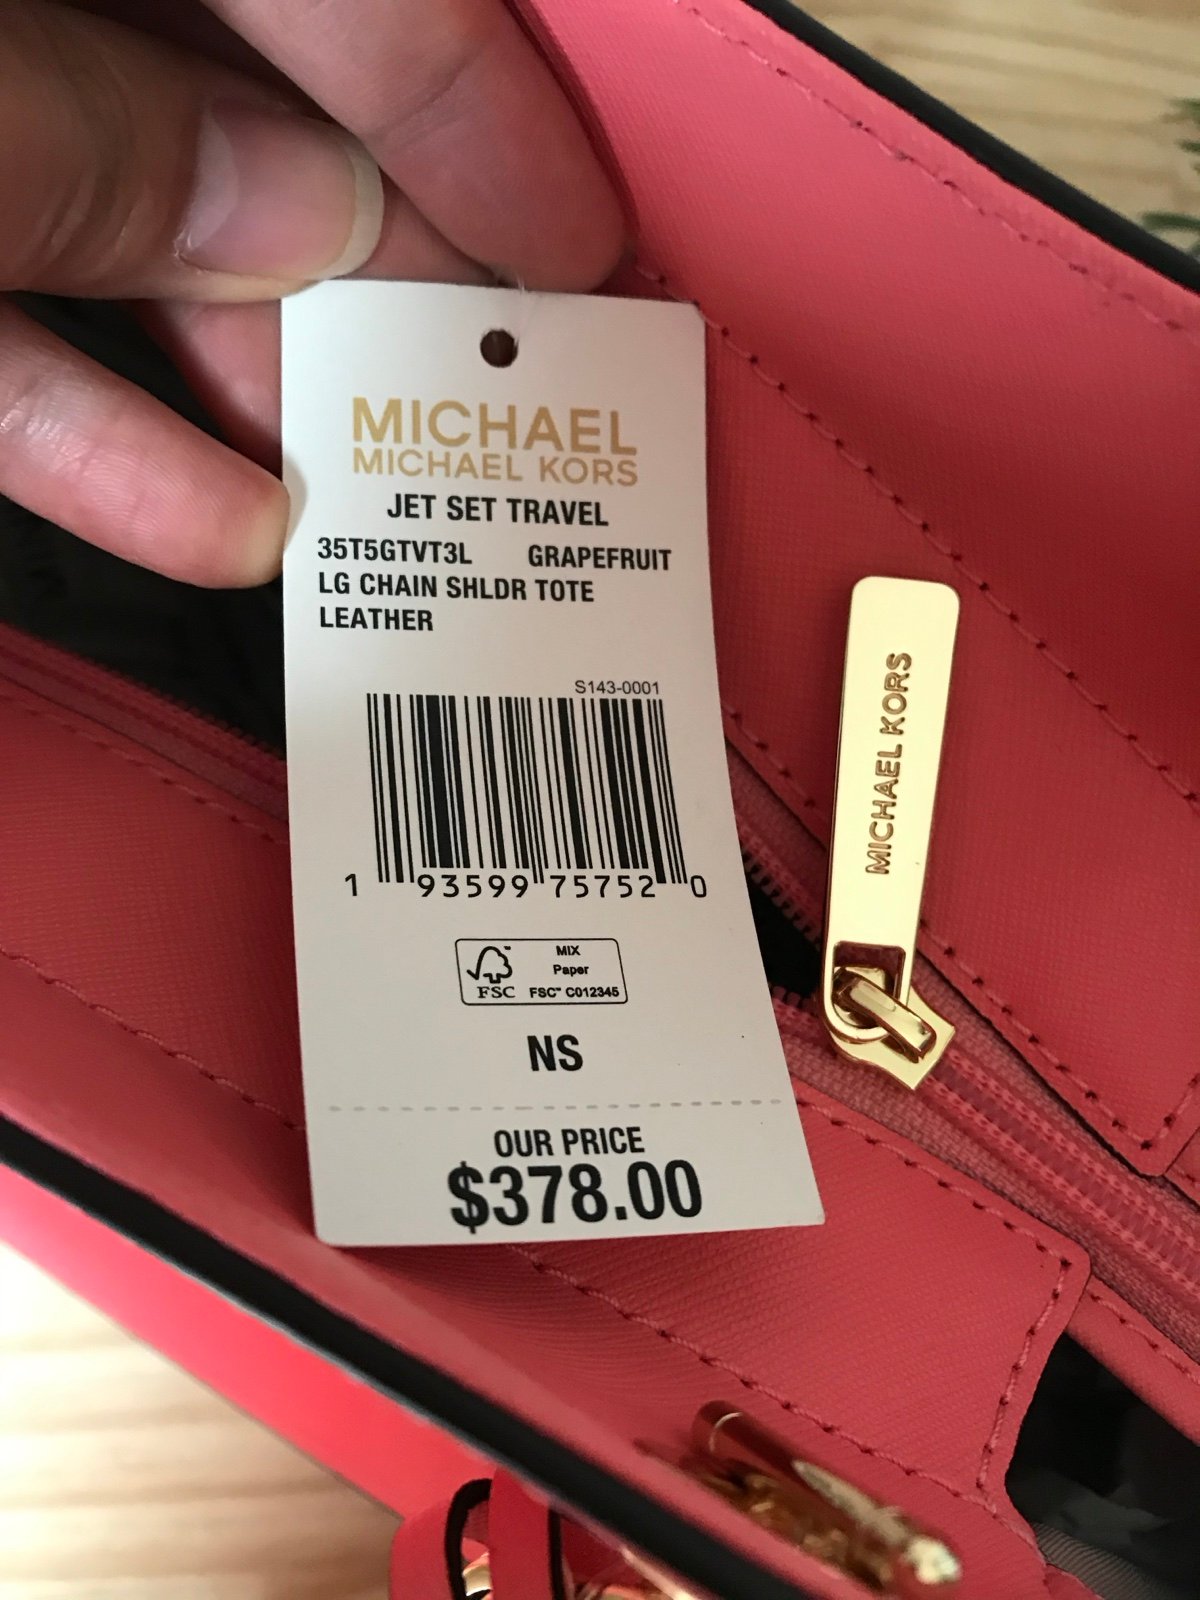 MICHAEL
MICHAEL KORS
JET SET TRAVEL
35T5GTVT3L GRAPEFRUIT
LG CHAIN SHLDR TOTE
LEATHER
S143-0001
1 93599 75752 0
MIX
Paper
FSC™ C012345
FSC
NS
OUR PRICE
$378.00
MICHAEL KORS